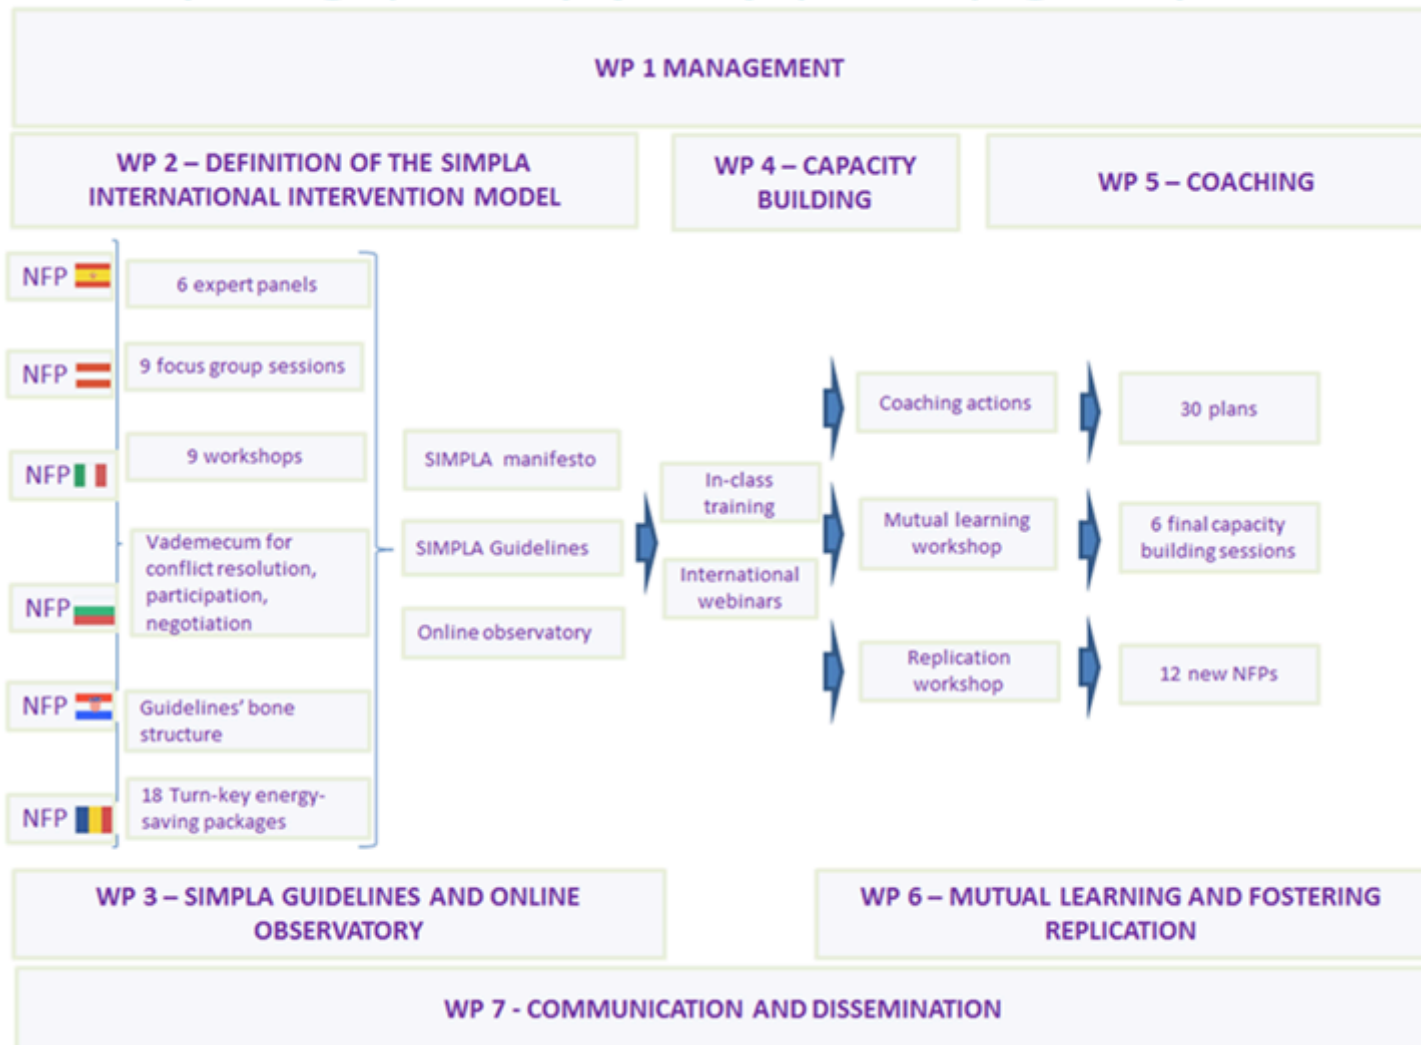 WP 1 MANAGEMENT
WP 2 – DEFINITION OF THE SIMPLA
INTERNATIONAL INTERVENTION MODEL
WP 4 – CAPACITY
BUILDING
WP 5 – COACHING
NFP
NFP
NFP
NFP
NFP
NFP
6 expert panels
9 focus group sessions
9 workshops
Vademecum for
conflict resolution,
participation,
negotiation
Guidelines' bone
structure
18 Turn-key energy-
saving packages
SIMPLA manifesto
SIMPLA Guidelines
Online observatory
In-class
training
International
webinars
Coaching actions
Mutual learning
workshop
Replication
workshop
30 plans
6 final capacity
building sessions
12 new NFPs
WP 3 – SIMPLA GUIDELINES AND ONLINE
OBSERVATORY
WP 6 – MUTUAL LEARNING AND FOSTERING
REPLICATION
WP 7 - COMMUNICATION AND DISSEMINATION